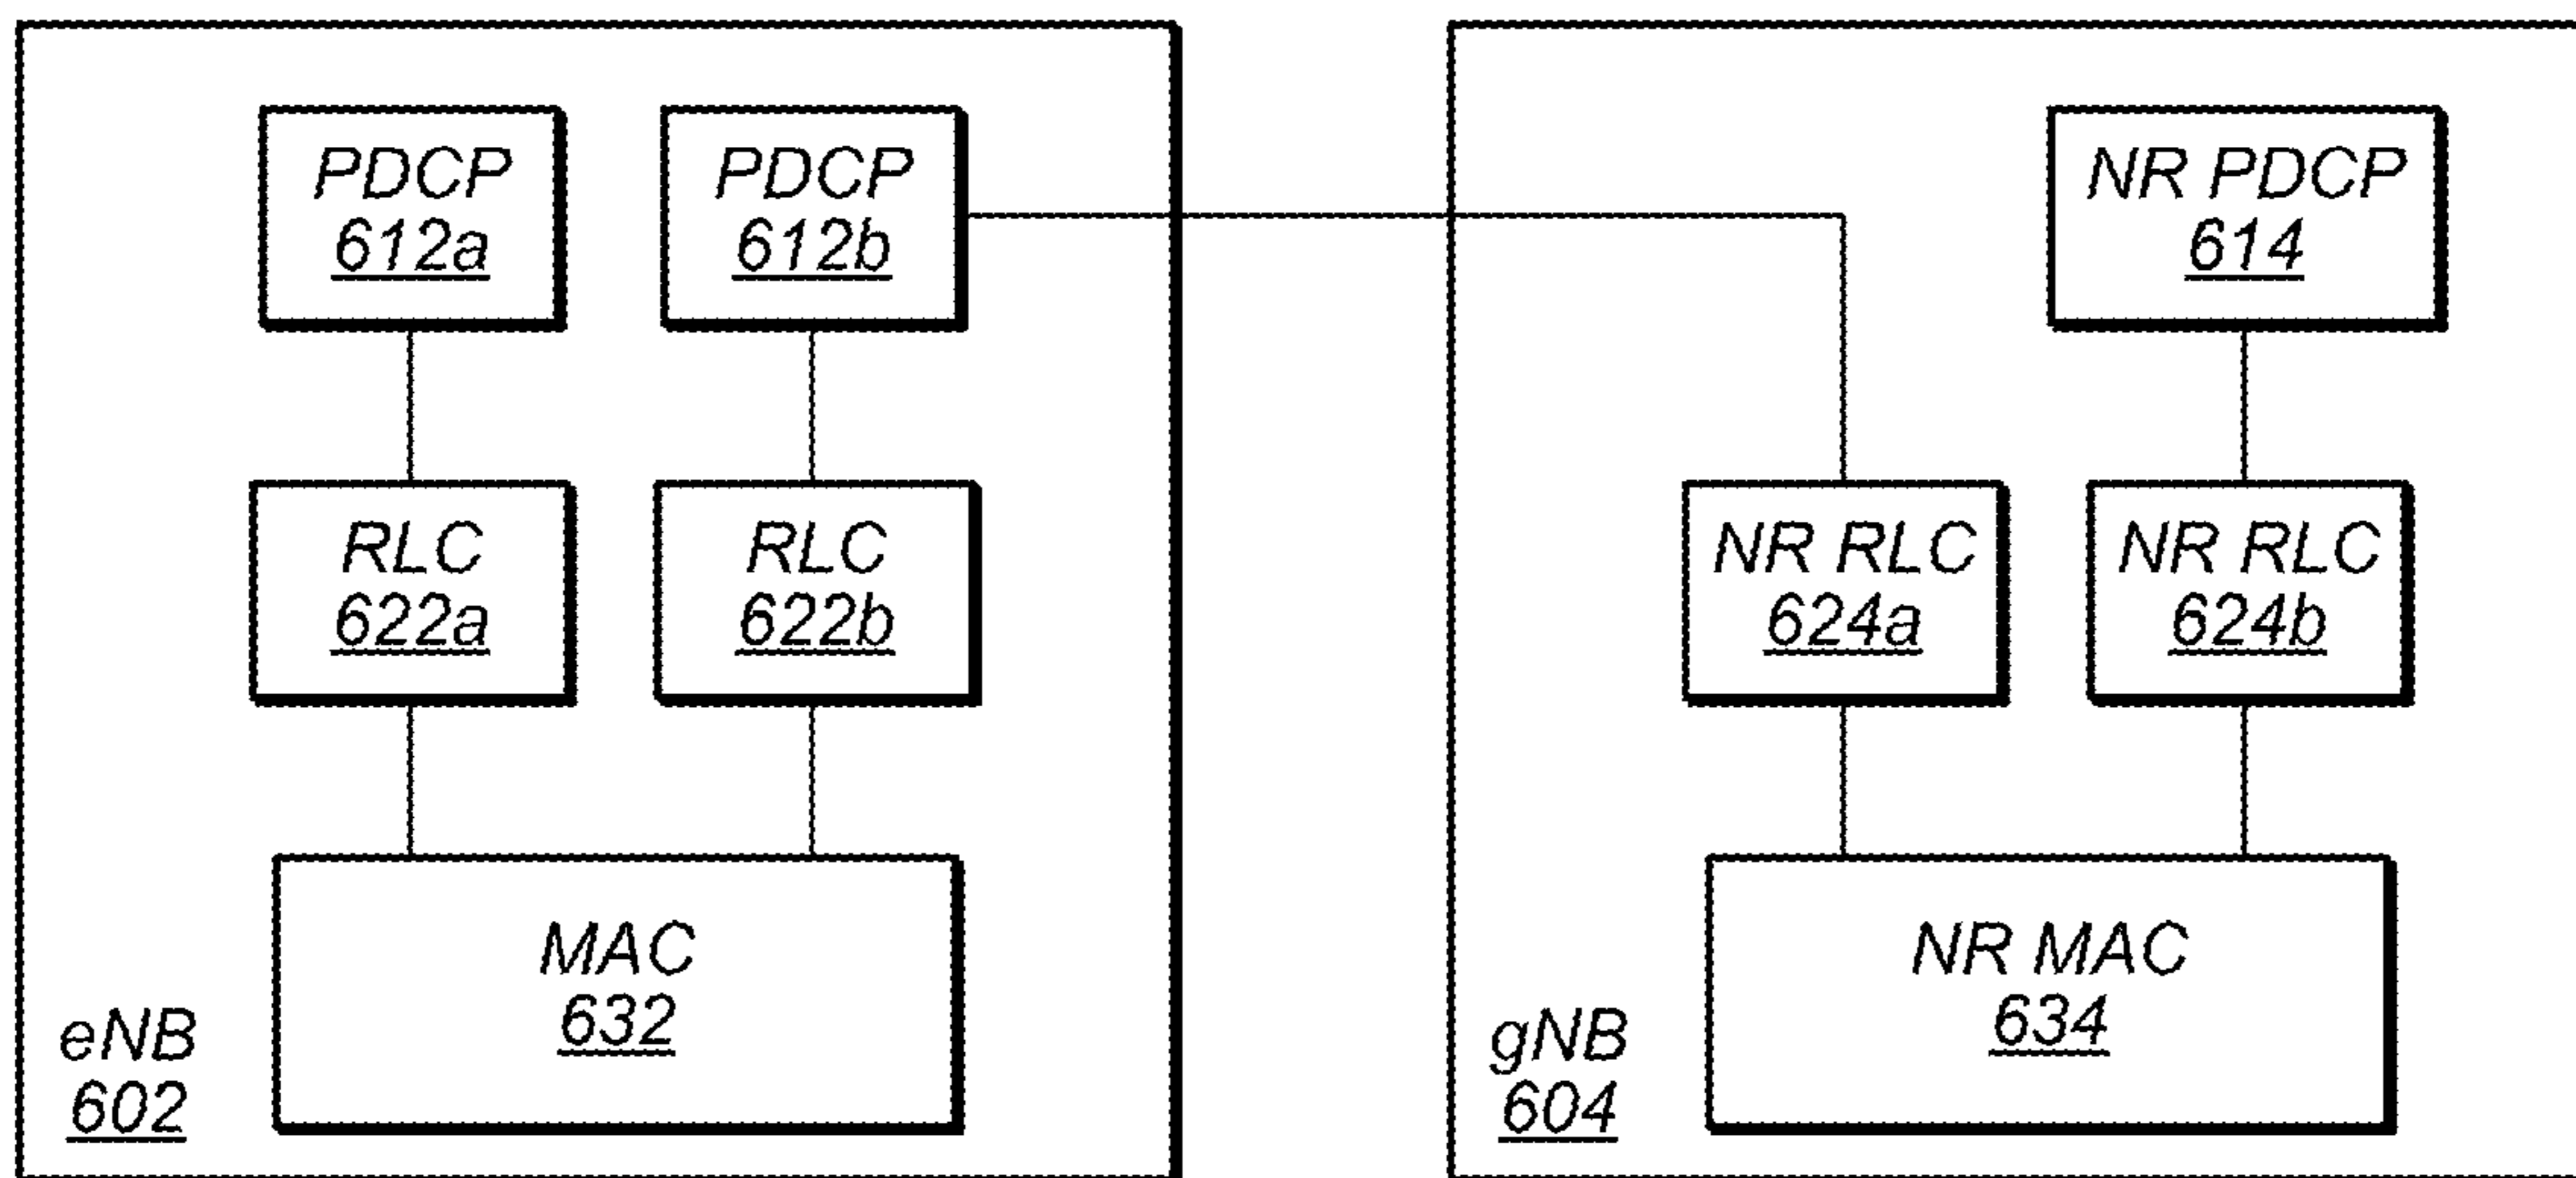 PDCP
612a
PDCP
612b
NR PDCP
614
RLC
622a
RLC
622b
NR RLC
624a
NR RLC
624b
MAC
632
NR MAC
634
eNB
602
gNB
604